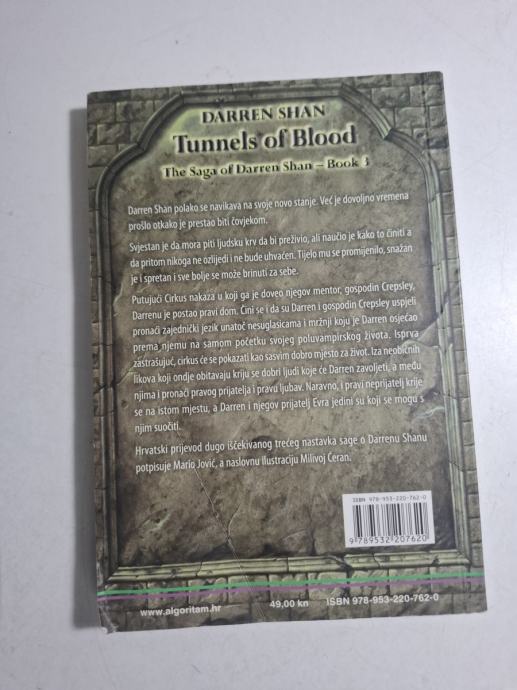 DARREN SHAN
Tunnels of Blood
The Saga of Darren Shan – Book 3
Darren Shan polako se navikava na svoje novo stanje. Već je dovoljno vremena
prošlo otkako je prestao biti čovjekom.
Svjestan je da mora piti ljudsku krv da bi preživio, ali naučio je kako to činiti a
da pritom nikoga ne ozlijedi i ne bude uhvaćen. Tijelo mu se promijenilo, snažan
je i spretan i sve bolje se može brinuti za sebe.
Putujući Cirkus nakaza u koji ga je doveo njegov mentor, gospodin Crepsley,
Darrenu je postao pravi dom. Čini se i da su Darren i gospodin Crepsley uspjeli
pronaći zajednički jezik unatoč nesuglasicama i mržnji koju je Darren osjećao
prema njemu na samom početku svojeg poluvampirskog života. Isprva
zastrašujuć, cirkus će se pokazati kao sasvim dobro mjesto za život. Iza neobičnih
likova koji ondje obitavaju kriju se dobri ljudi koje će Darren zavoljeti, a među
njima i pronaći pravog prijatelja i pravu ljubav. Naravno, i pravi neprijatelj krije
se na istom mjestu, a Darren i njegov prijatelj Evra jedini su koji se mogu s
njim suočiti.
Hrvatski prijevod dugo iščekivanog trećeg nastavka sage o Darrenu Shanu
potpisuje Mario Jović, a naslovnu ilustraciju Milivoj Ćeran.
ISBN 978-953-220-762-0
9 789532 207620
www.algoritam.hr 49,00 kn ISBN 978-953-220-762-0